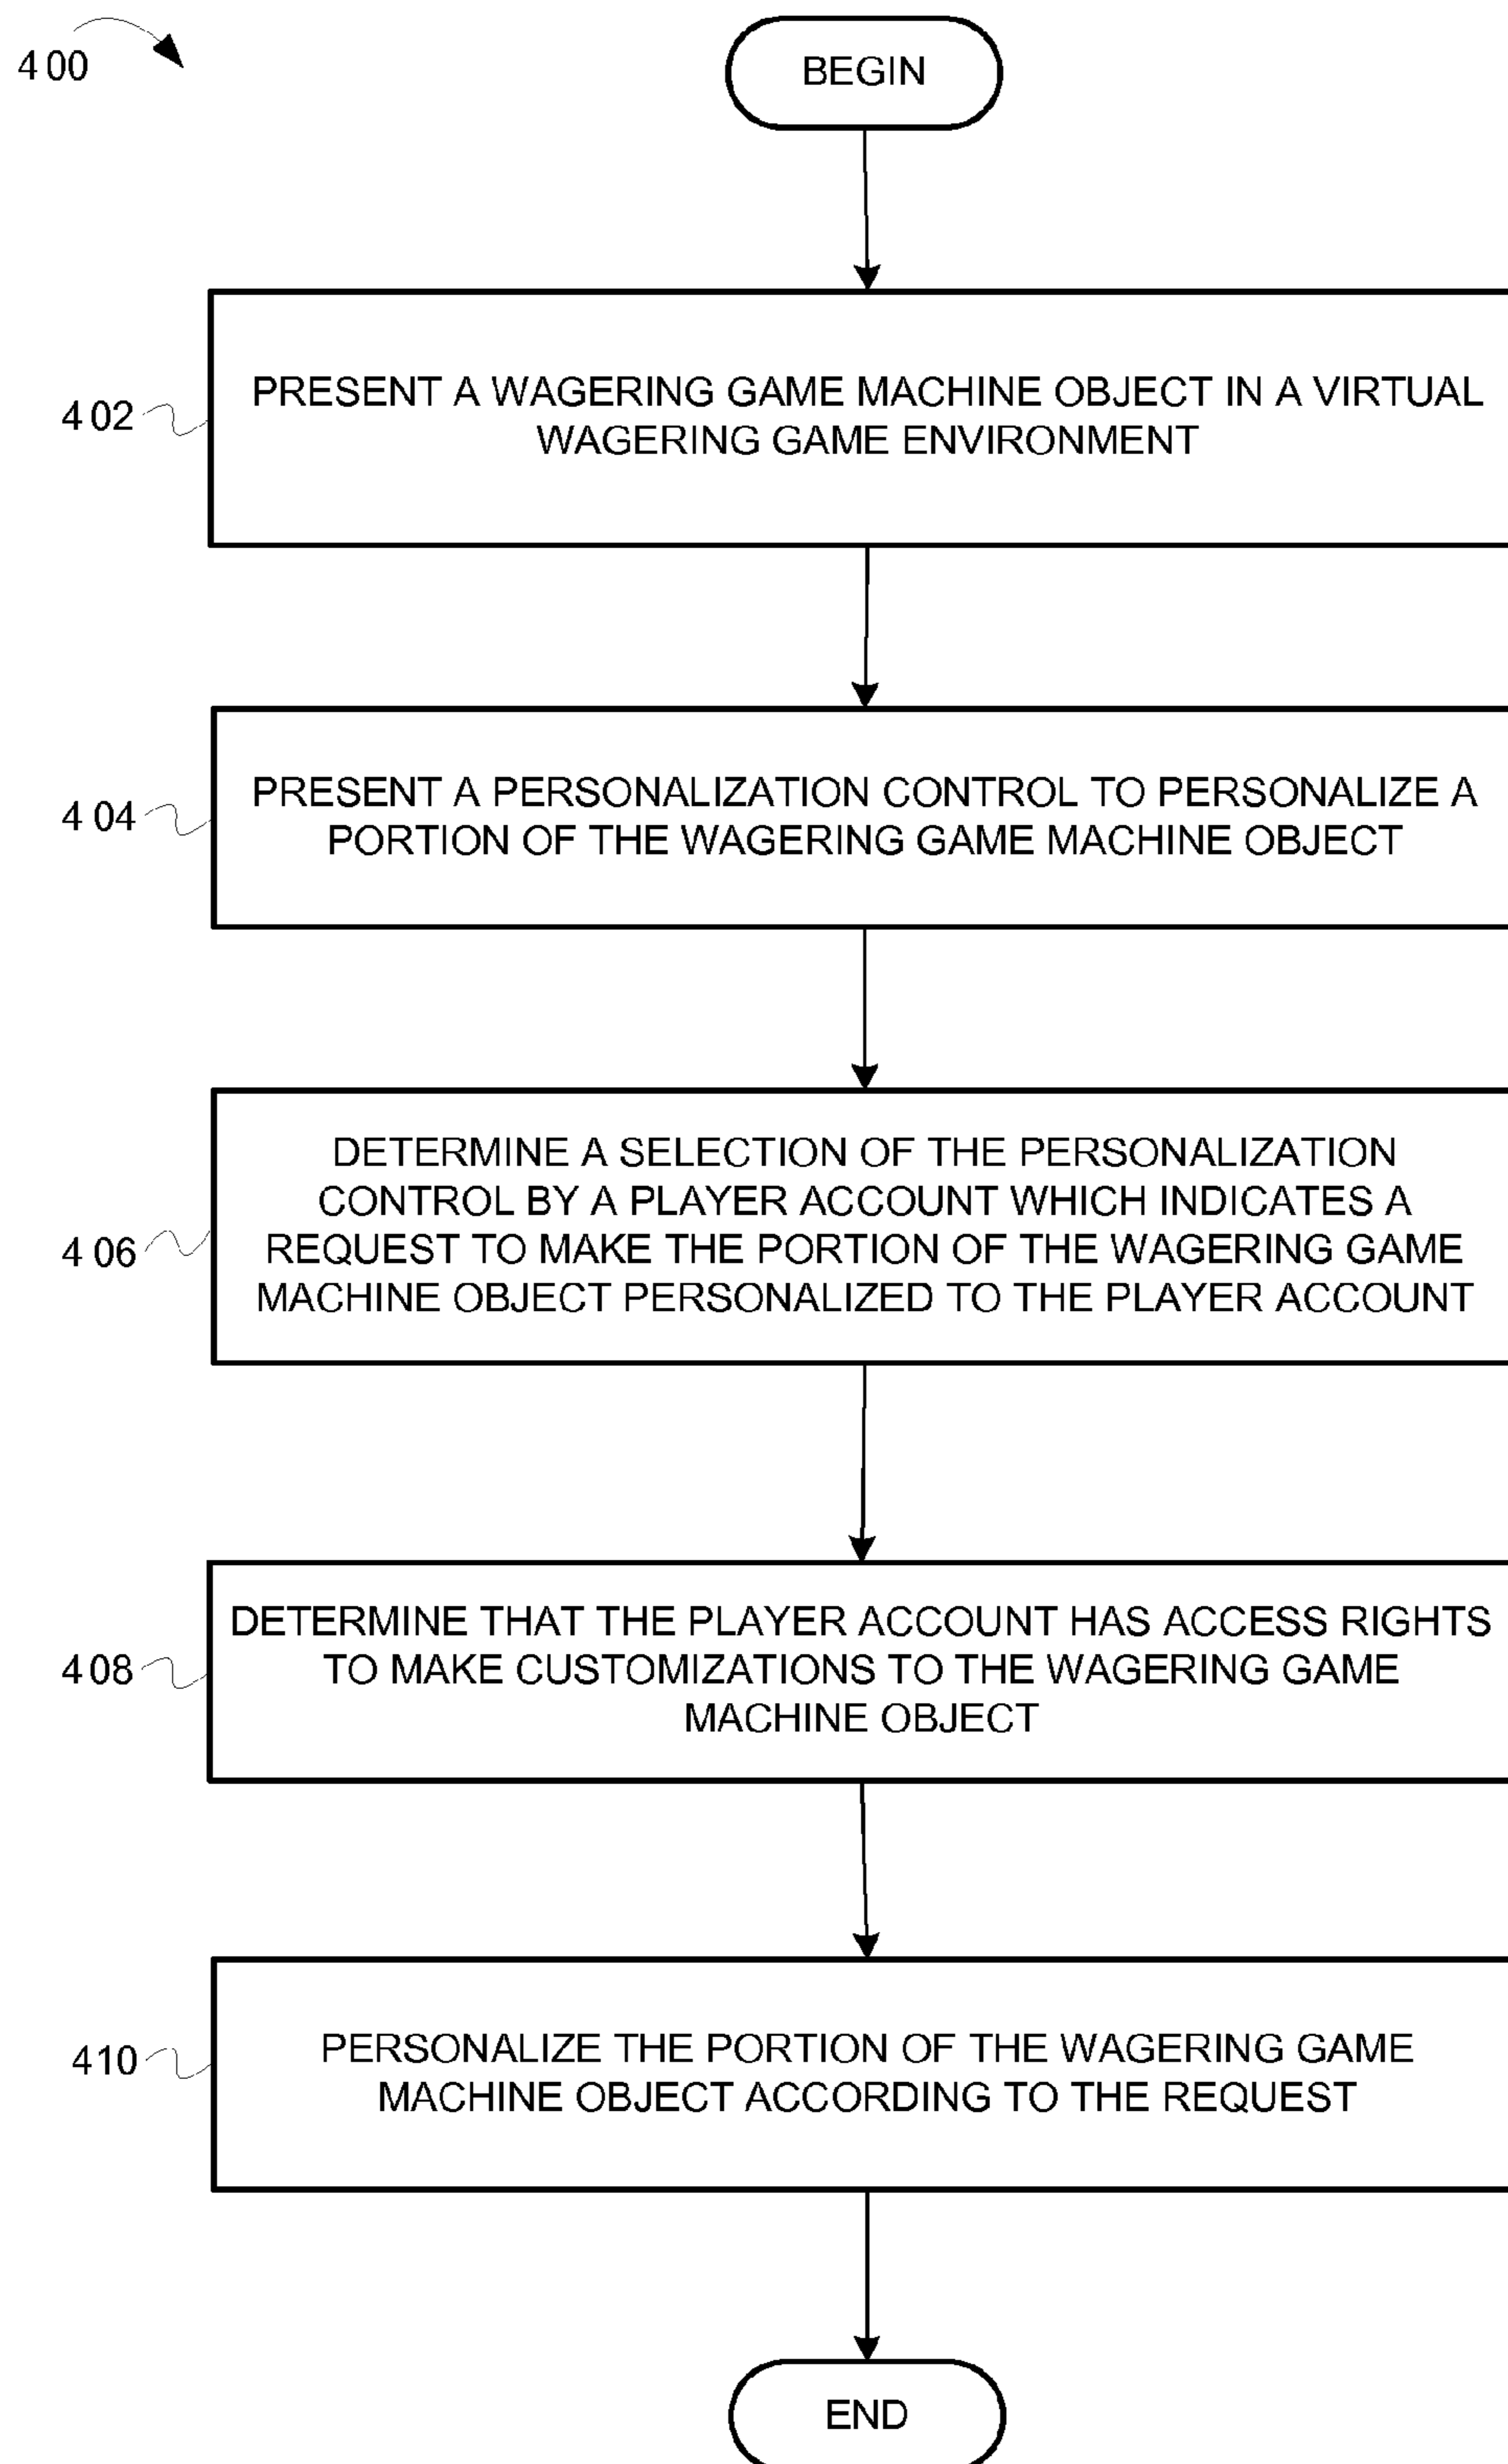 400
BEGIN
402
PRESENT A WAGERING GAME MACHINE OBJECT IN A VIRTUAL
WAGERING GAME ENVIRONMENT
404
PRESENT A PERSONALIZATION CONTROL TO PERSONALIZE A
PORTION OF THE WAGERING GAME MACHINE OBJECT
406
DETERMINE A SELECTION OF THE PERSONALIZATION
CONTROL BY A PLAYER ACCOUNT WHICH INDICATES A
REQUEST TO MAKE THE PORTION OF THE WAGERING GAME
MACHINE OBJECT PERSONALIZED TO THE PLAYER ACCOUNT
408
DETERMINE THAT THE PLAYER ACCOUNT HAS ACCESS RIGHTS
TO MAKE CUSTOMIZATIONS TO THE WAGERING GAME
MACHINE OBJECT
410
PERSONALIZE THE PORTION OF THE WAGERING GAME
MACHINE OBJECT ACCORDING TO THE REQUEST
END